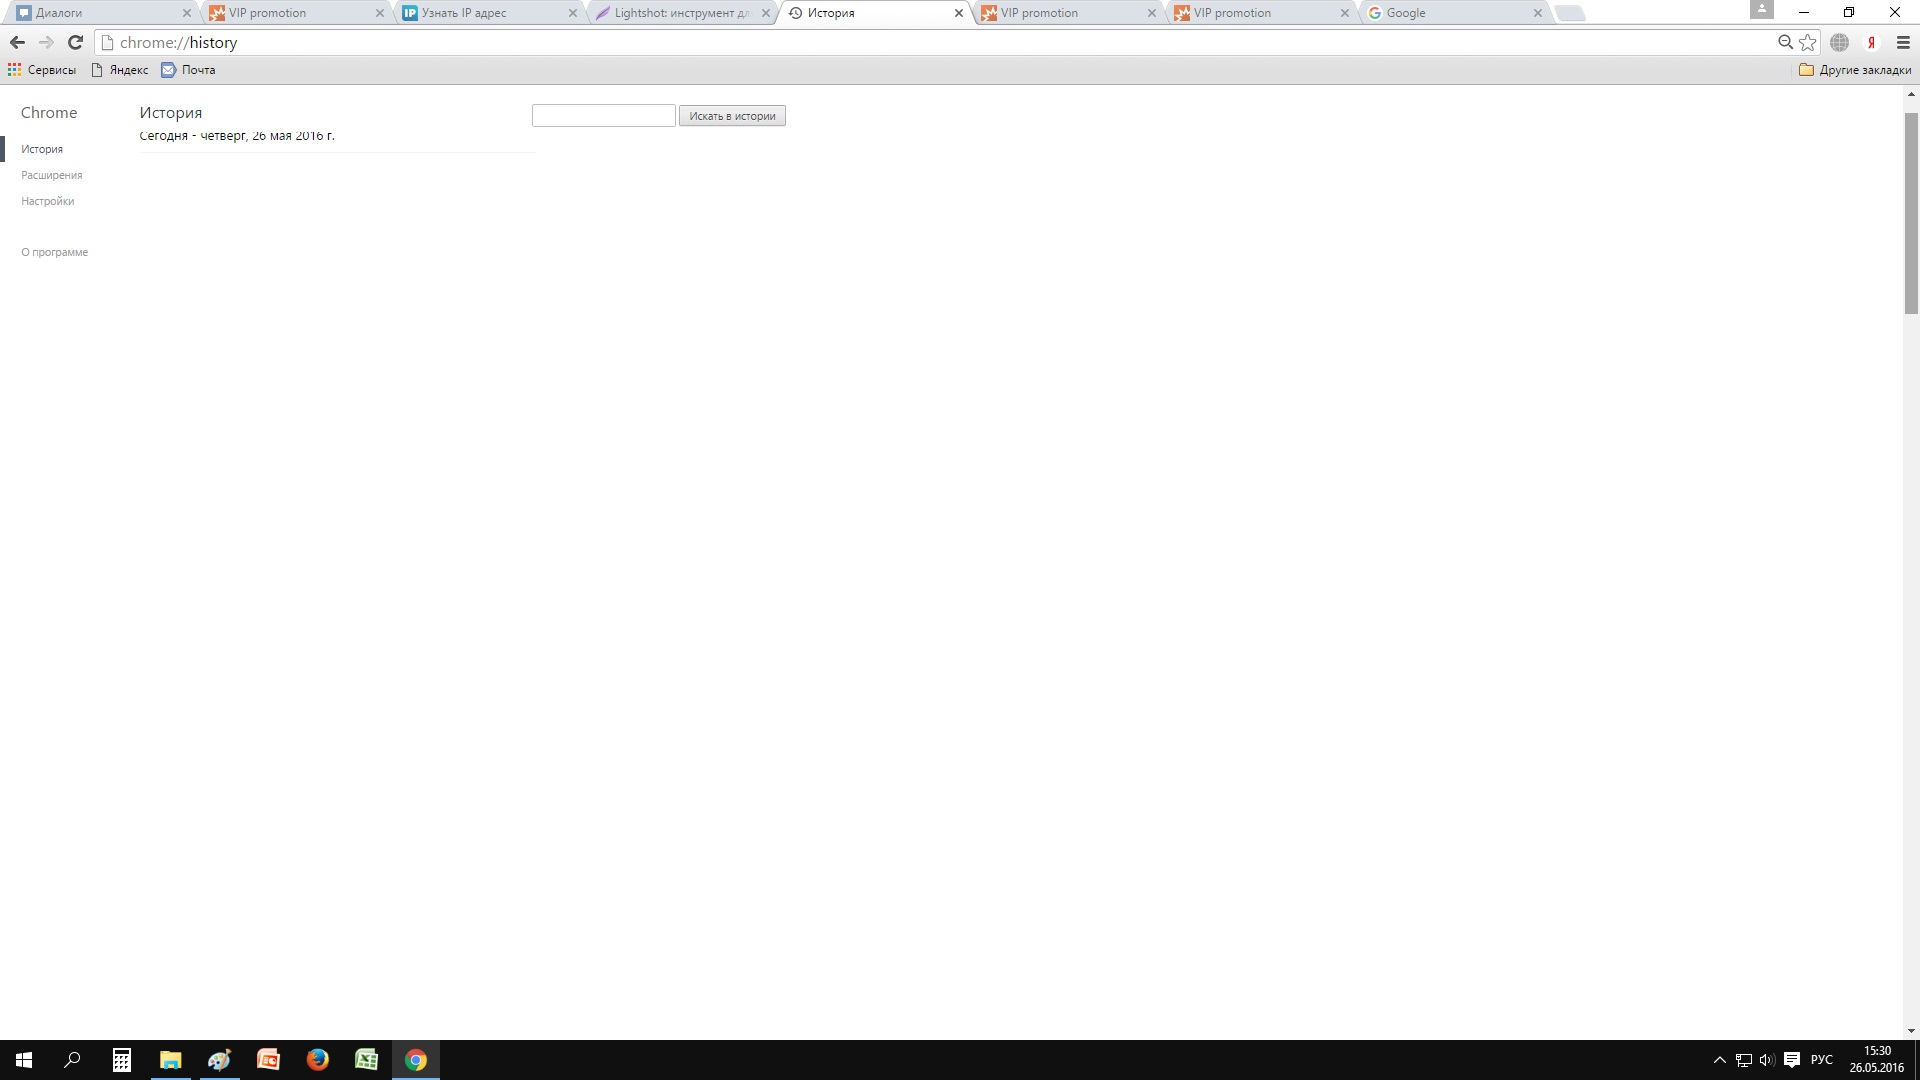 Диалоги
VIP promotion
Узнать IP адрес
Lightshot: инструмент дл
История
VIP promotion
VIP promotion
Google
chrome://history
Я
Сервисы
Яндекс
Почта
Другие закладки
Chrome
История
Расширения
Настройки
О программе
История
Искать в истории
Сегодня - четверг, 26 мая 2016 г.
РУС
15:30
26.05.2016